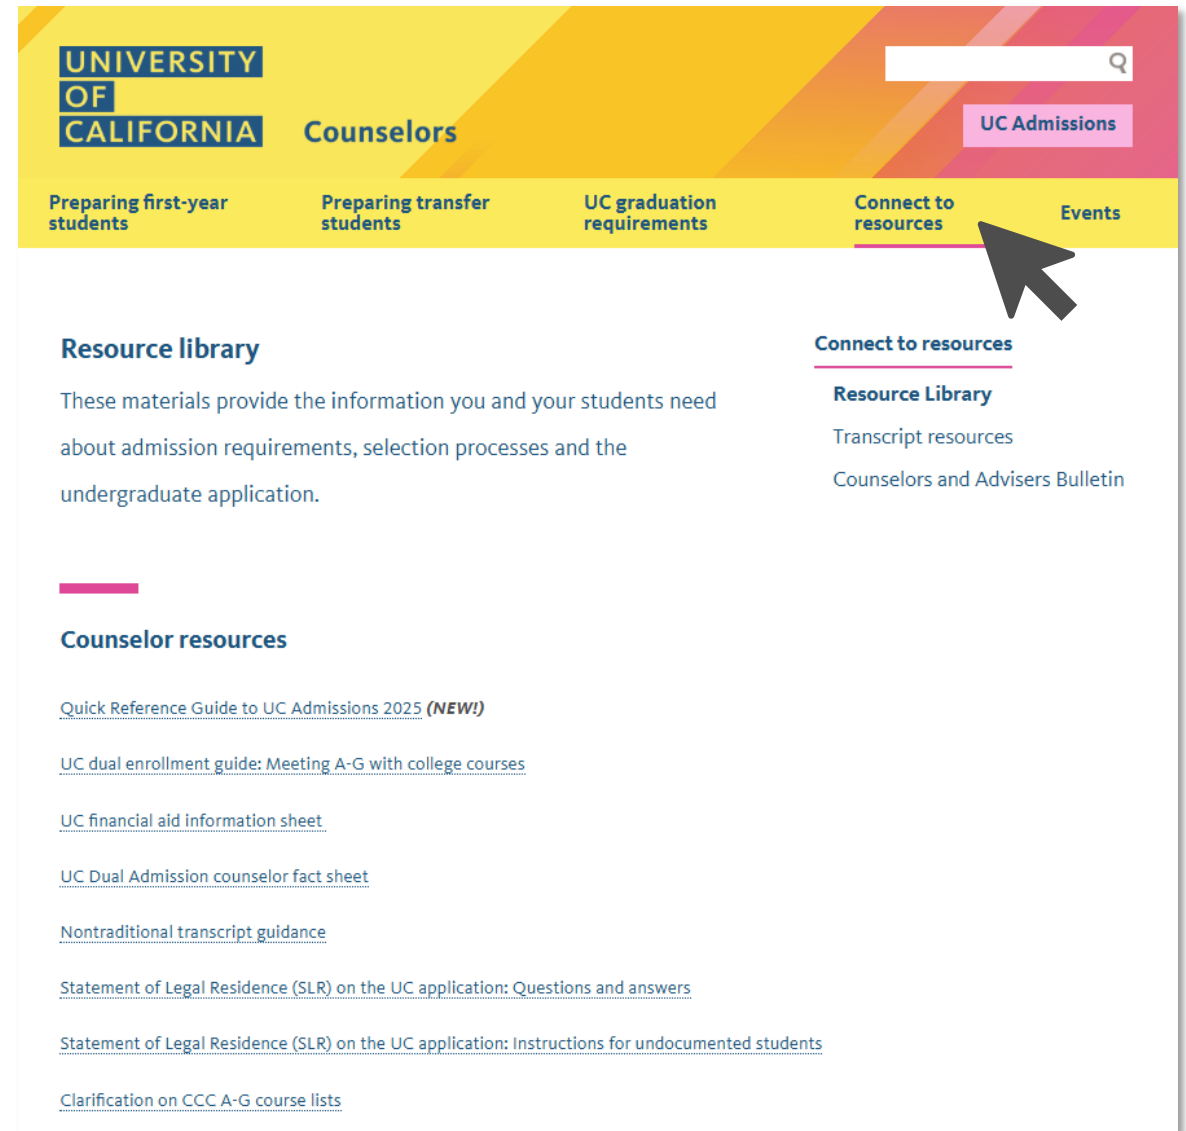 UNIVERSITY
OF
CALIFORNIA
Counselors
UC Admissions
Preparing first-year
students
Preparing transfer
students
UC graduation
requirements
Connect to
resources
Events
Resource library
These materials provide the information you and your students need
about admission requirements, selection processes and the
undergraduate application.
Connect to resources
Resource Library
Transcript resources
Counselors and Advisers Bulletin
Counselor resources
Quick Reference Guide to UC Admissions 2025 (NEW!)
UC dual enrollment guide: Meeting A-G with college courses
UC financial aid information sheet
UC Dual Admission counselor fact sheet
Nontraditional transcript guidance
Statement of Legal Residence (SLR) on the UC application: Questions and answers
Statement of Legal Residence (SLR) on the UC application: Instructions for undocumented students
Clarification on CCC A-G course lists